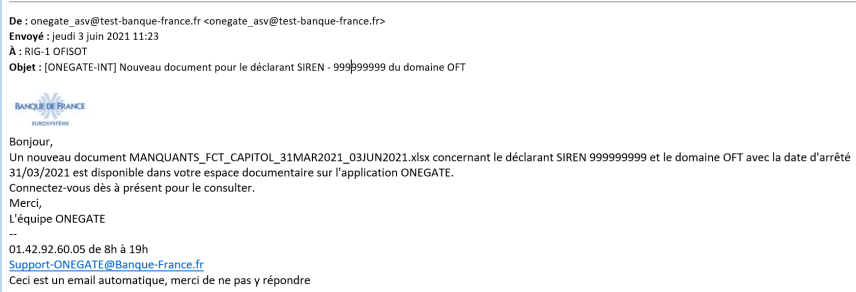 De : onegate_asv@test-banque-france.fr <onegate_asv@test-banque-france.fr>
Envoyé : jeudi 3 juin 2021 11:23
À : RIG-1 OFISOT
Objet : [ONEGATE-INT] Nouveau document pour le déclarant SIREN - 999999999 du domaine OFT
BANQUE DE FRANCE
EUROSYSTÈME
Bonjour,
Un nouveau document MANQUANTS_FCT_CAPITOL_31MAR2021_03JUN2021.xlsx concernant le déclarant SIREN 999999999 et le domaine OFT avec la date d'arrêté
31/03/2021 est disponible dans votre espace documentaire sur l'application ONEGATE.
Connectez-vous dès à présent pour le consulter.
Merci,
L'équipe ONEGATE
--
01.42.92.60.05 de 8h à 19h
Support-ONEGATE@Banque-France.fr
Ceci est un email automatique, merci de ne pas y répondre